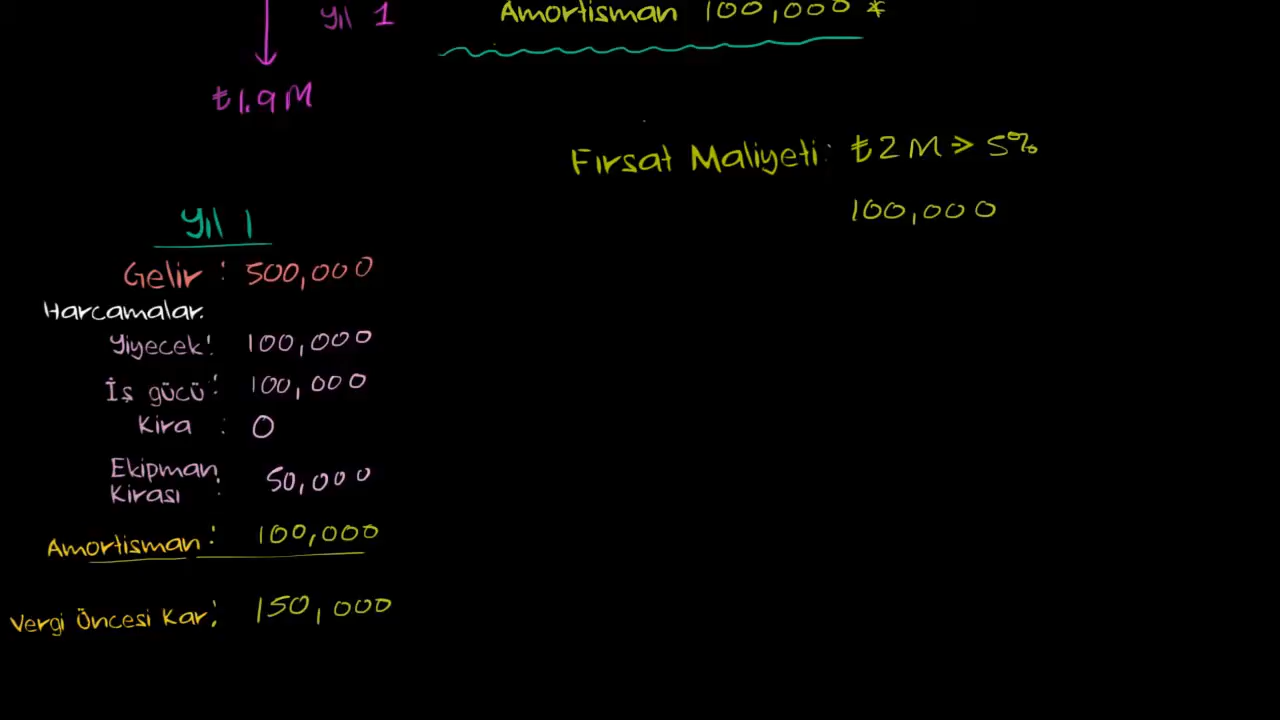 Yıl 1
Amortisman 100,000 *
₺1.9M
Fırsat Maliyeti: ₺2M > 5%
100,000
Yıl 1
Gelir : 500,000
Harcamalar:
Yiyecek: 100,000
İş gücü: 100,000
Kira : 0
Ekipman Kirası : 50,000
Amortisman: 100,000
Vergi Öncesi Kar: 150,000